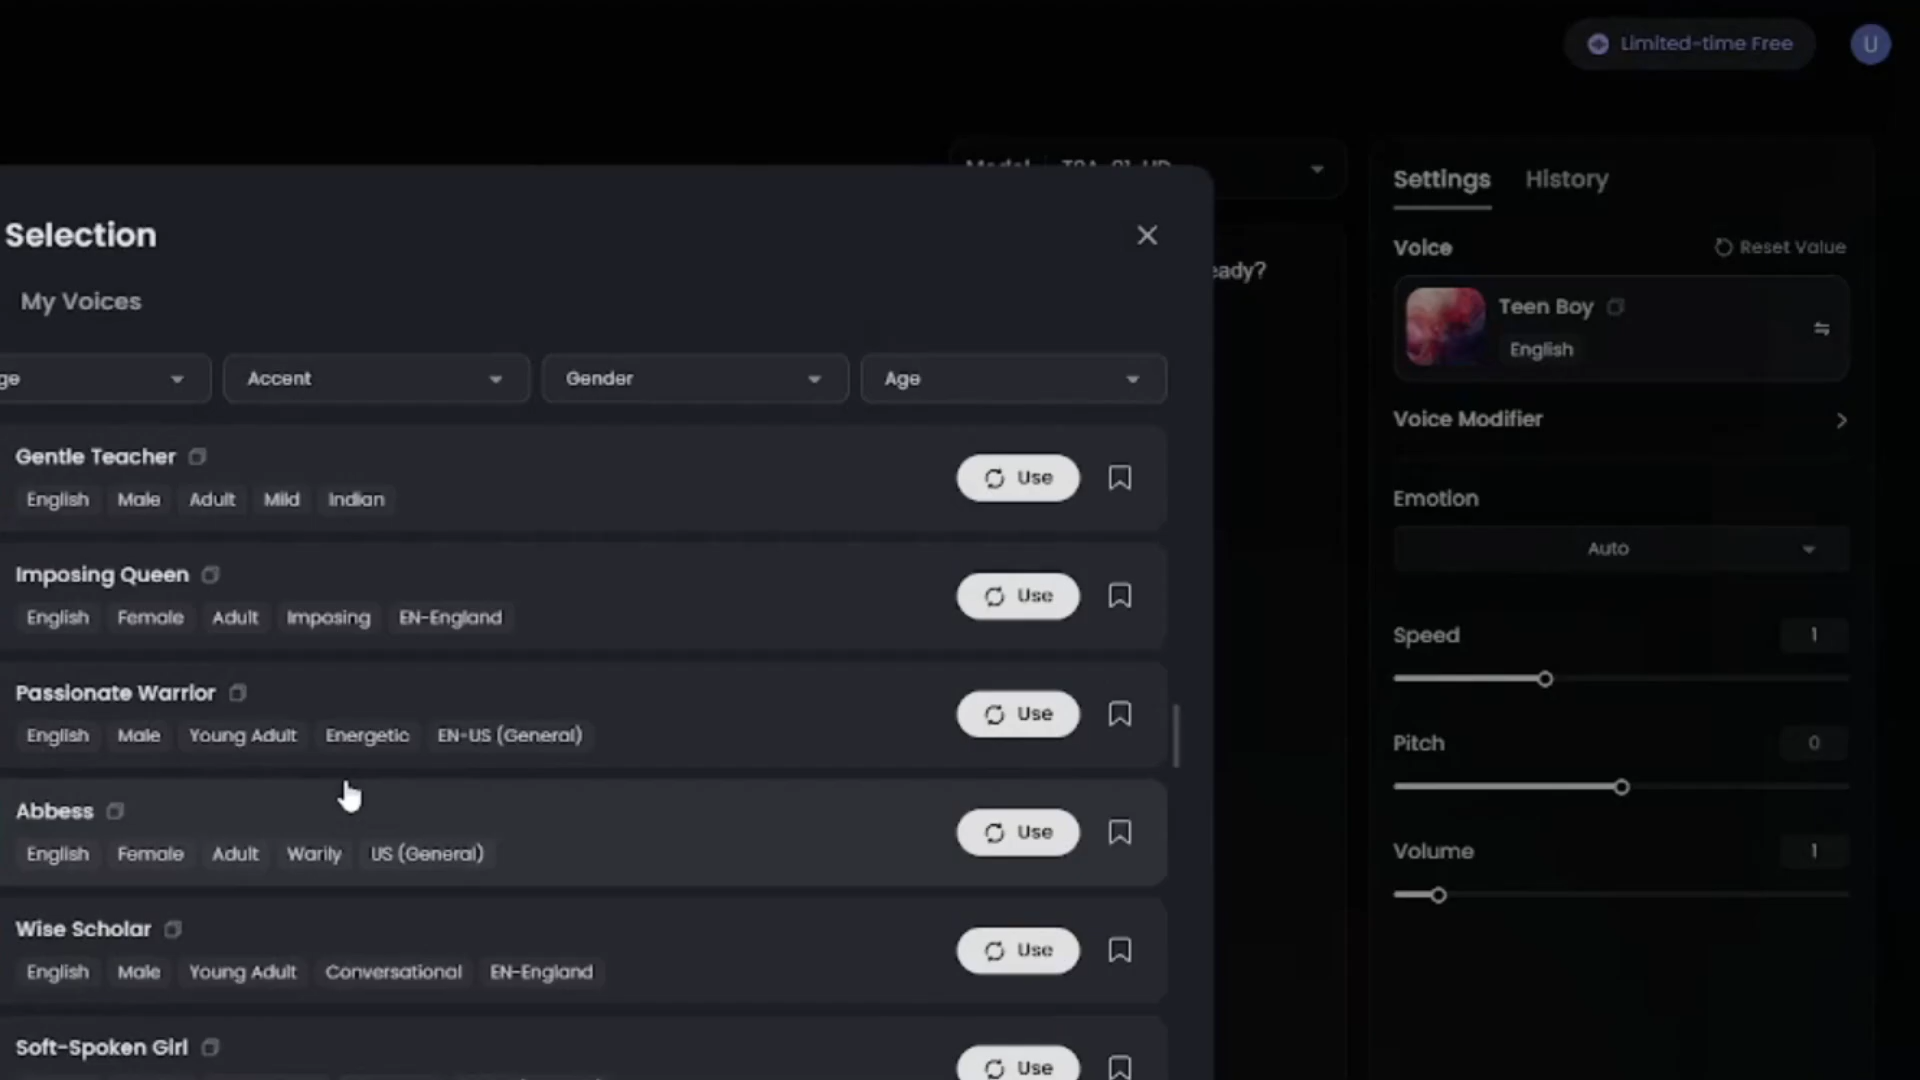 Limited-time Free
U
Selection
My Voices
ge
Accent
Gender
Age
Gentle Teacher
English Male Adult Mild Indian
Use
Imposing Queen
English Female Adult Imposing EN-England
Use
Passionate Warrior
English Male Young Adult Energetic EN-US (General)
Use
Abbess
English Female Adult Warily US (General)
Use
Wise Scholar
English Male Young Adult Conversational EN-England
Use
Soft-Spoken Girl
Use
Model
eady?
Settings
History
Voice
Reset Value
Teen Boy
English
Voice Modifier
Emotion
Auto
Speed
1
Pitch
0
Volume
1